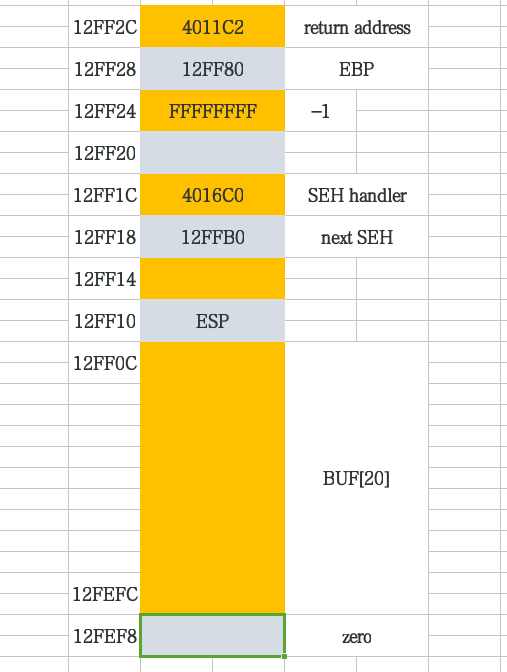 12FF2C 4011C2 return address
12FF28 12FF80 EBP
12FF24 FFFFFFFF −1
12FF20
12FF1C 4016C0 SEH handler
12FF18 12FFB0 next SEH
12FF14
12FF10 ESP
12FF0C
BUF[20]
12FEFC
12FEF8 zero